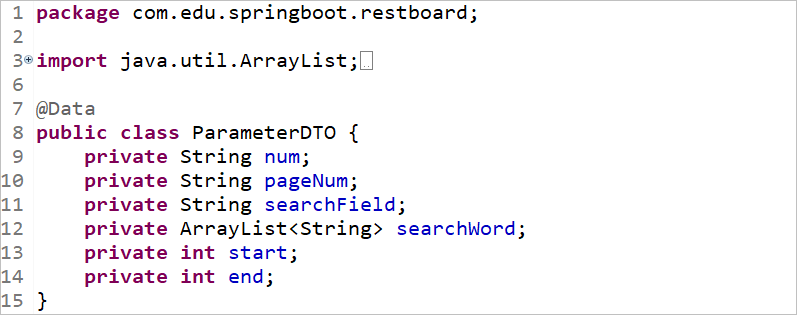 1 package com.edu.springboot.restboard;
2
3 import java.util.ArrayList;
6
7 @Data
8 public class ParameterDTO {
9     private String num;
10     private String pageNum;
11     private String searchField;
12     private ArrayList<String> searchWord;
13     private int start;
14     private int end;
15 }